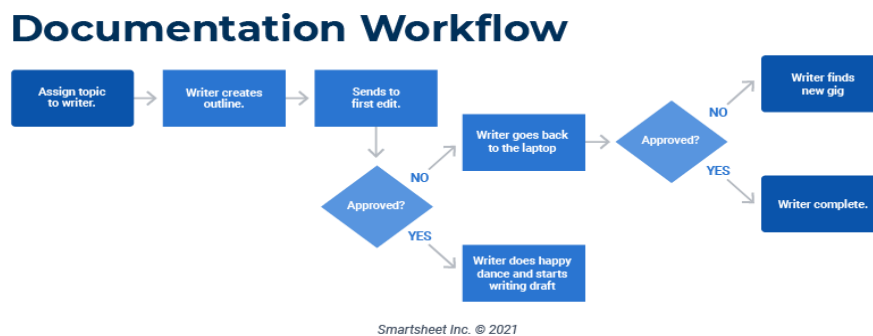 Documentation Workflow
Assign topic
to writer.
Writer creates
outline.
Sends to
first edit.
Approved?
NO
YES
Writer goes back
to the laptop
Writer does happy
dance and starts
writing draft
Approved?
NO
YES
Writer finds
new gig
Writer complete.
Smartsheet Inc. © 2021